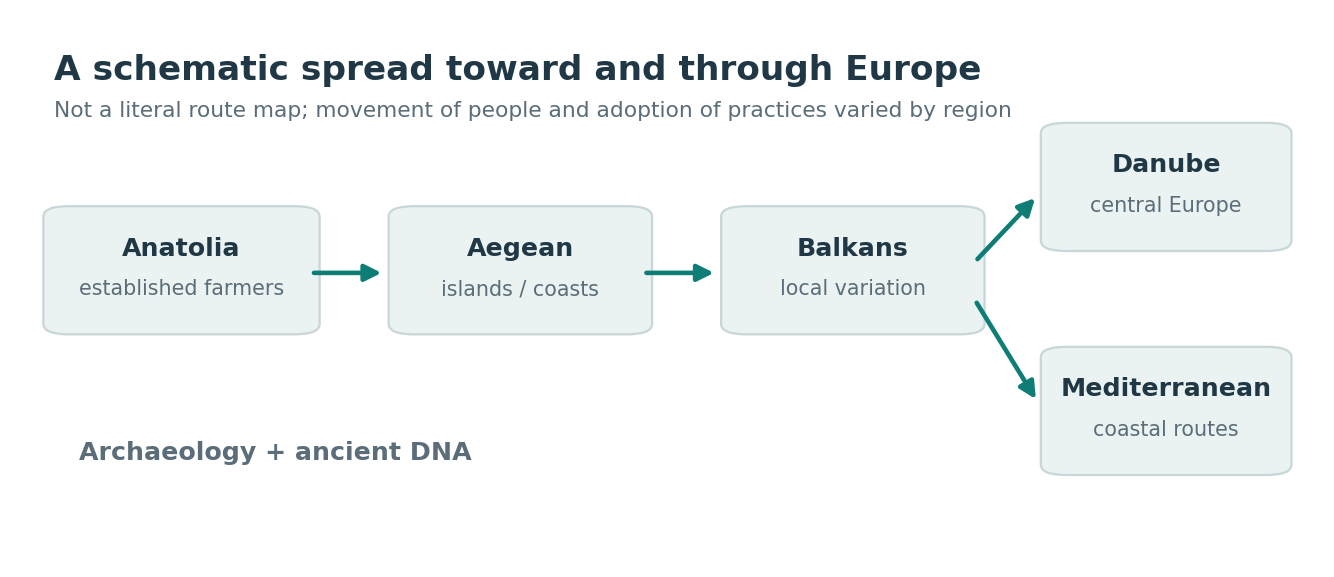 A schematic spread toward and through Europe
Not a literal route map; movement of people and adoption of practices varied by region
Anatolia
established farmers
Aegean
islands / coasts
Balkans
local variation
Danube
central Europe
Mediterranean
coastal routes
Archaeology + ancient DNA